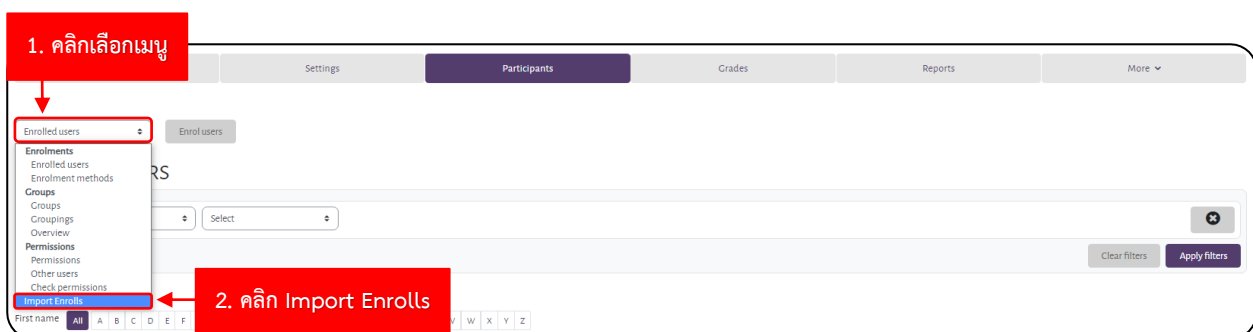 1. คลิกเลือกเมนู
Settings
Participants
Grades
Reports
More
Enrolled users
Enrol users
Enrolments
Enrolled users
Enrolment methods
RS
Groups
Groups
Groupings
Select
Overview
Permissions
Permissions
Clear filters
Apply filters
Other users
Check permissions
Import Enrolls
2. คลิก Import Enrolls
First name All A B C D E F W X Y Z